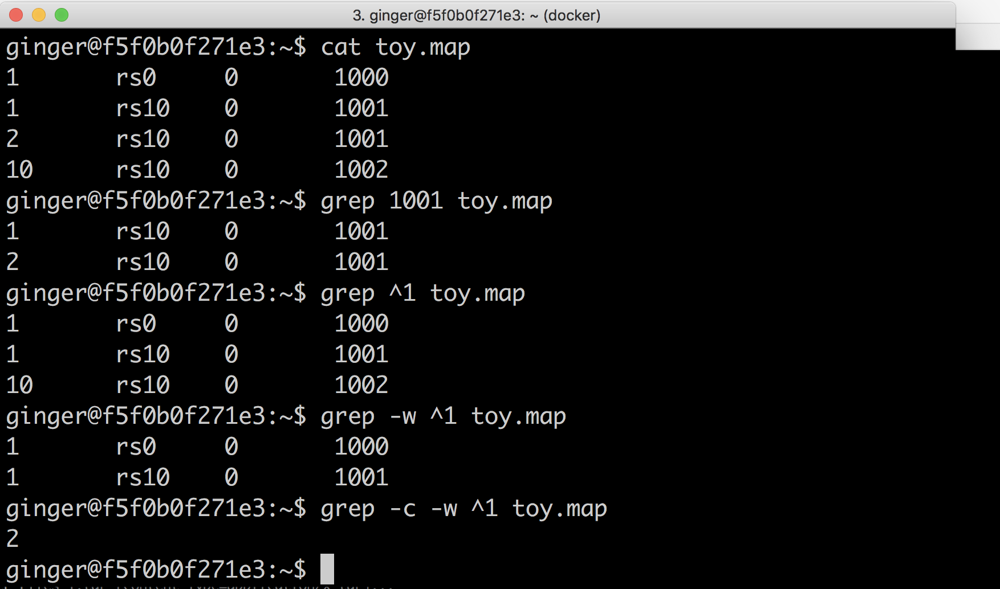 3. ginger@f5f0b0f271e3: ~ (docker)
ginger@f5f0b0f271e3:~$ cat toy.map
1 rs0 0 1000
1 rs10 0 1001
2 rs10 0 1001
10 rs10 0 1002
ginger@f5f0b0f271e3:~$ grep 1001 toy.map
1 rs10 0 1001
2 rs10 0 1001
ginger@f5f0b0f271e3:~$ grep ^1 toy.map
1 rs0 0 1000
1 rs10 0 1001
10 rs10 0 1002
ginger@f5f0b0f271e3:~$ grep -w ^1 toy.map
1 rs0 0 1000
1 rs10 0 1001
ginger@f5f0b0f271e3:~$ grep -c -w ^1 toy.map
2
ginger@f5f0b0f271e3:~$